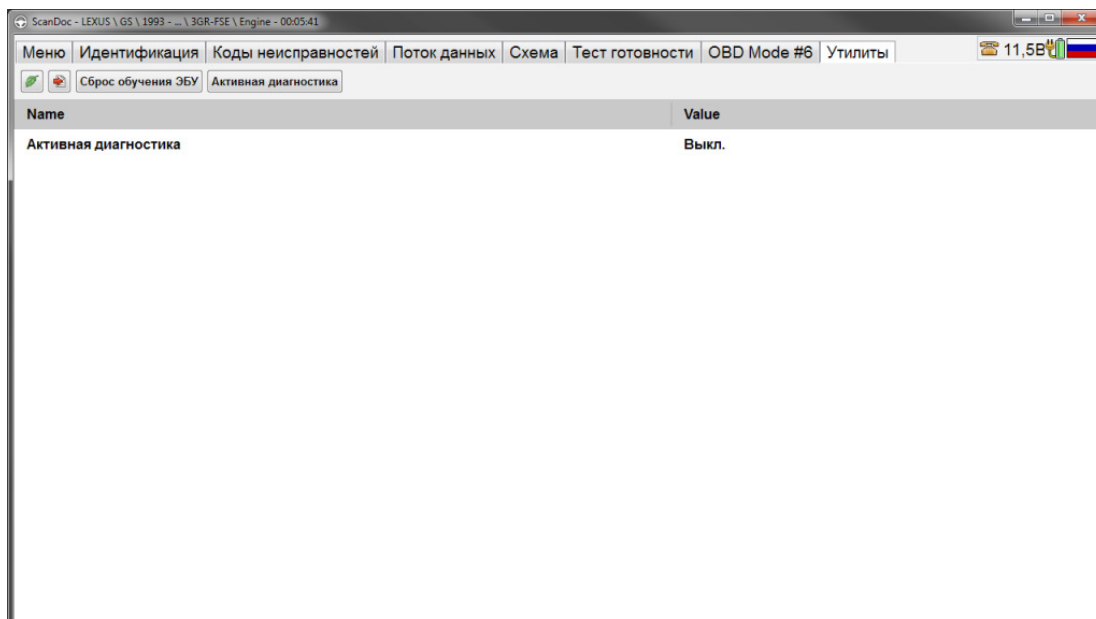 ScanDoc - LEXUS \ GS \ 1993 - ... \ 3GR-FSE \ Engine - 00:05:41
Меню Идентификация Коды неисправностей Поток данных Схема Тест готовности OBD Mode #6 Утилиты 11,5В
Сброс обучения ЭБУ Активная диагностика
Name Value
Активная диагностика Выкл.